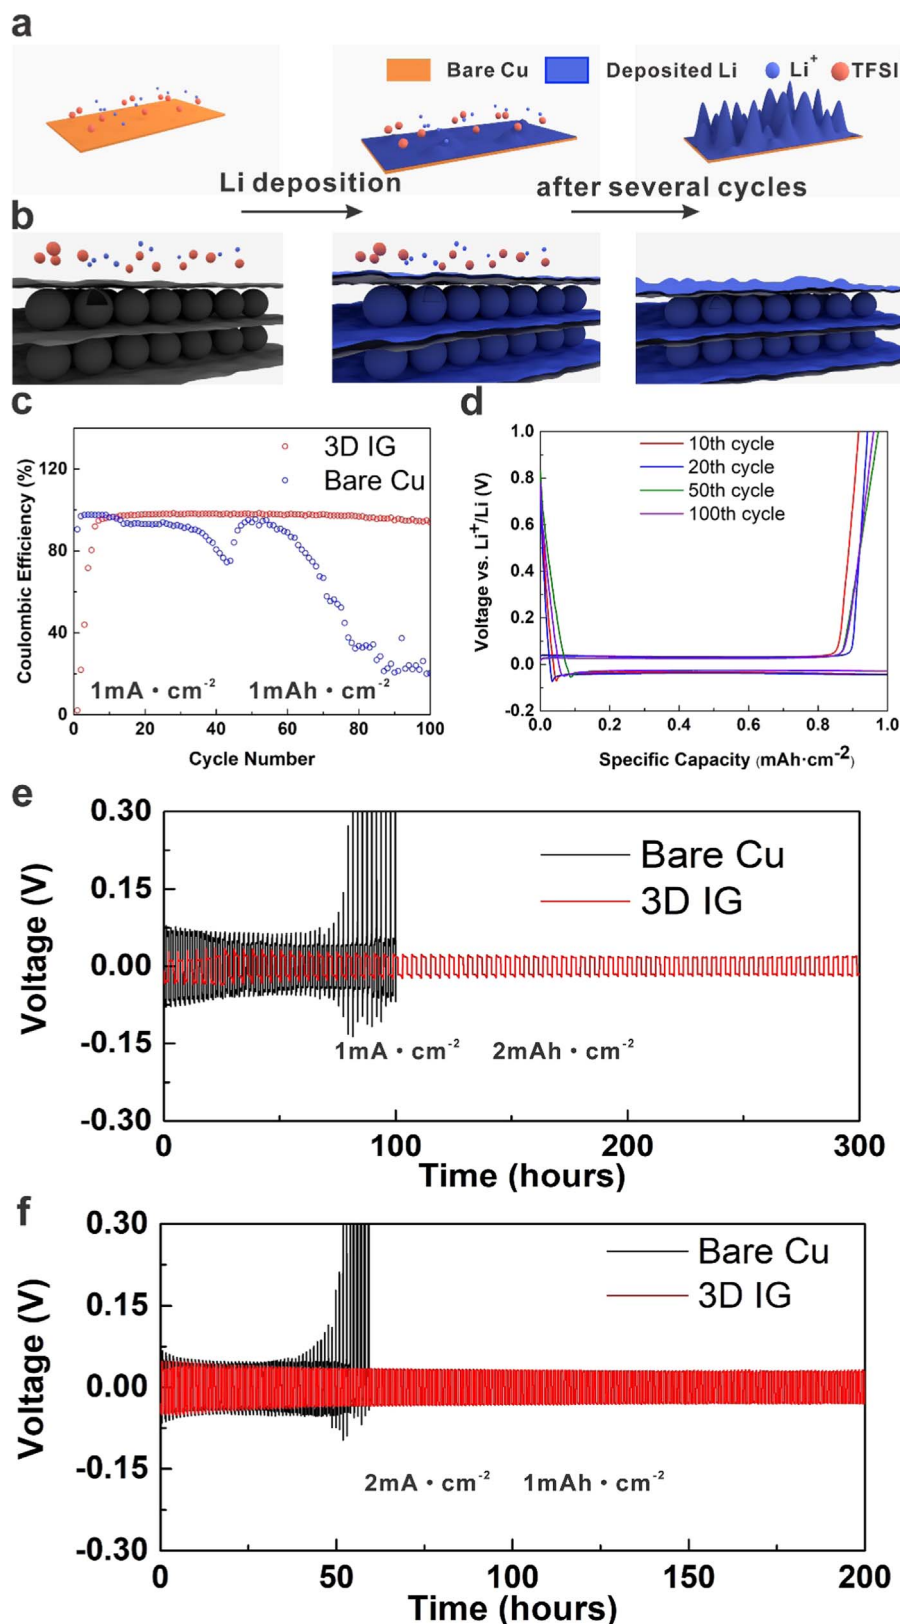 a
Bare Cu
Deposited Li
Li+
TFSI
Li deposition
after several cycles
b
c
120
80
40
0
0
20
40
60
80
100
Coulombic Efficiency (%)
Cycle Number
3D IG
Bare Cu
1mA · cm-2
1mAh · cm-2
d
1.0
0.8
0.6
0.4
0.2
0.0
-0.2
0.0
0.2
0.4
0.6
0.8
1.0
Voltage vs. Li+/Li (V)
Specific Capacity (mAh·cm-2)
10th cycle
20th cycle
50th cycle
100th cycle
e
0.30
0.15
0.00
-0.15
-0.30
0
100
200
300
Voltage (V)
Time (hours)
Bare Cu
3D IG
1mA · cm-2
2mAh · cm-2
f
0.30
0.15
0.00
-0.15
-0.30
0
50
100
150
200
Voltage (V)
Time (hours)
Bare Cu
3D IG
2mA · cm-2
1mAh · cm-2